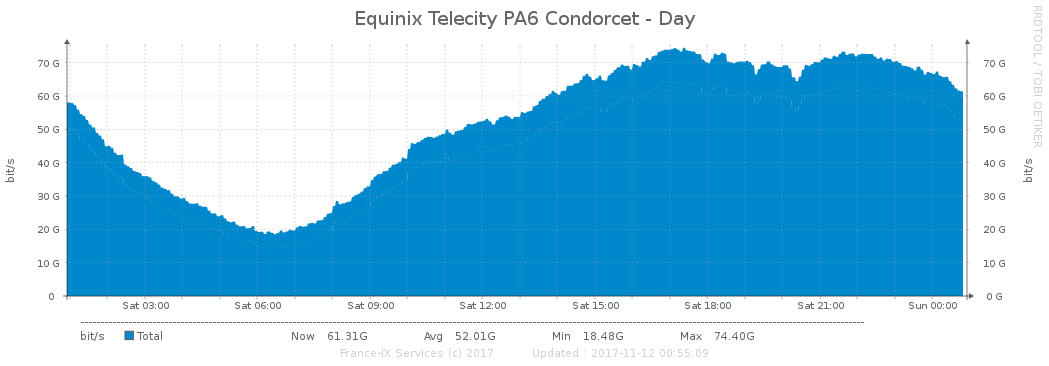 Equinix Telecity PA6 Condorcet - Day
RRDTOOL / TOBI OETIKER
bit/s
70 G
60 G
50 G
40 G
30 G
20 G
10 G
0
70 G
60 G
50 G
40 G
30 G
20 G
10 G
0 G
bit/s
Sat 03:00 Sat 06:00 Sat 09:00 Sat 12:00 Sat 15:00 Sat 18:00 Sat 21:00 Sun 00:00
bit/s Total Now 61.31G Avg 52.01G Min 18.48G Max 74.40G
France-IX Services (c) 2017 Updated : 2017-11-12 00:55:09